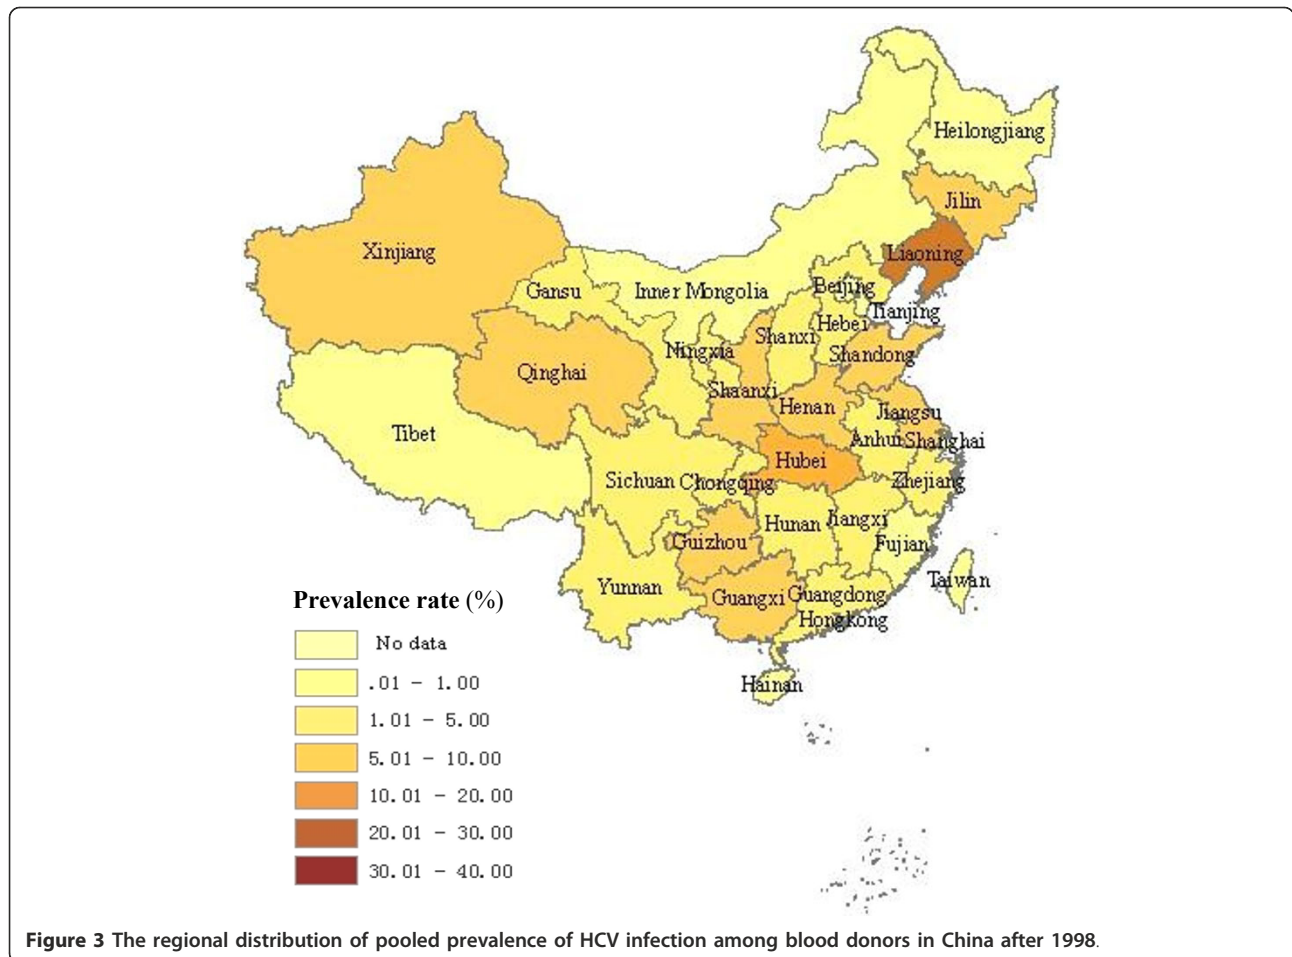 Heilongjiang
Jilin
Xinjiang
Liaoning
Gansu
Inner Mongolia
Beijing
Tianjing
Hebei
Shanxi
Ningxia
Shandong
Qinghai
Shaanxi
Henan
Jiangsu
Tibet
Anhui
Shanghai
Hubei
Sichuan
Chongqing
Zhejiang
Hunan
Jiangxi
Guizhou
Fujian
Taiwan
Yunnan
Guangxi
Guangdong
Hongkong
Hainan
Prevalence rate (%)
No data
.01 - 1.00
1.01 - 5.00
5.01 - 10.00
10.01 - 20.00
20.01 - 30.00
30.01 - 40.00
Figure 3 The regional distribution of pooled prevalence of HCV infection among blood donors in China after 1998.